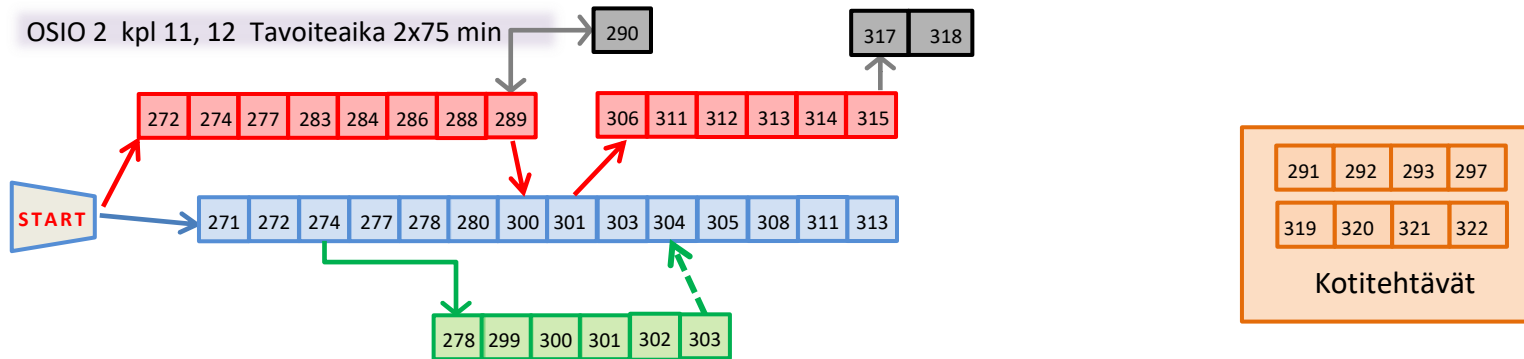 OSIO 2 kpl 11, 12 Tavoiteaika 2x75 min
290
317 318
272 274 277 283 284 286 288 289
306 311 312 313 314 315
START
271 272 274 277 278 280 300 301 303 304 305 308 311 313
278 299 300 301 302 303
291 292 293 297
319 320 321 322
Kotitehtävät